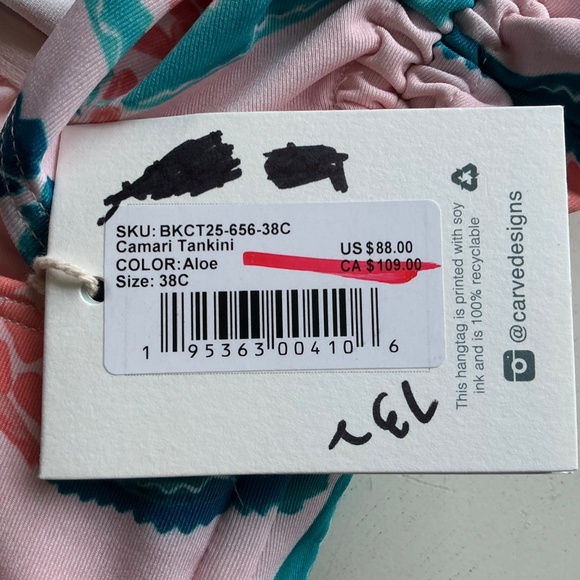 SKU: BKCT25-656-38C
Camari Tankini
COLOR:Aloe
Size: 38C
US $88.00
CA $109.00
1 95363 00410 6
This hangtag is printed with soy
ink and is 100% recyclable
@carvedesigns